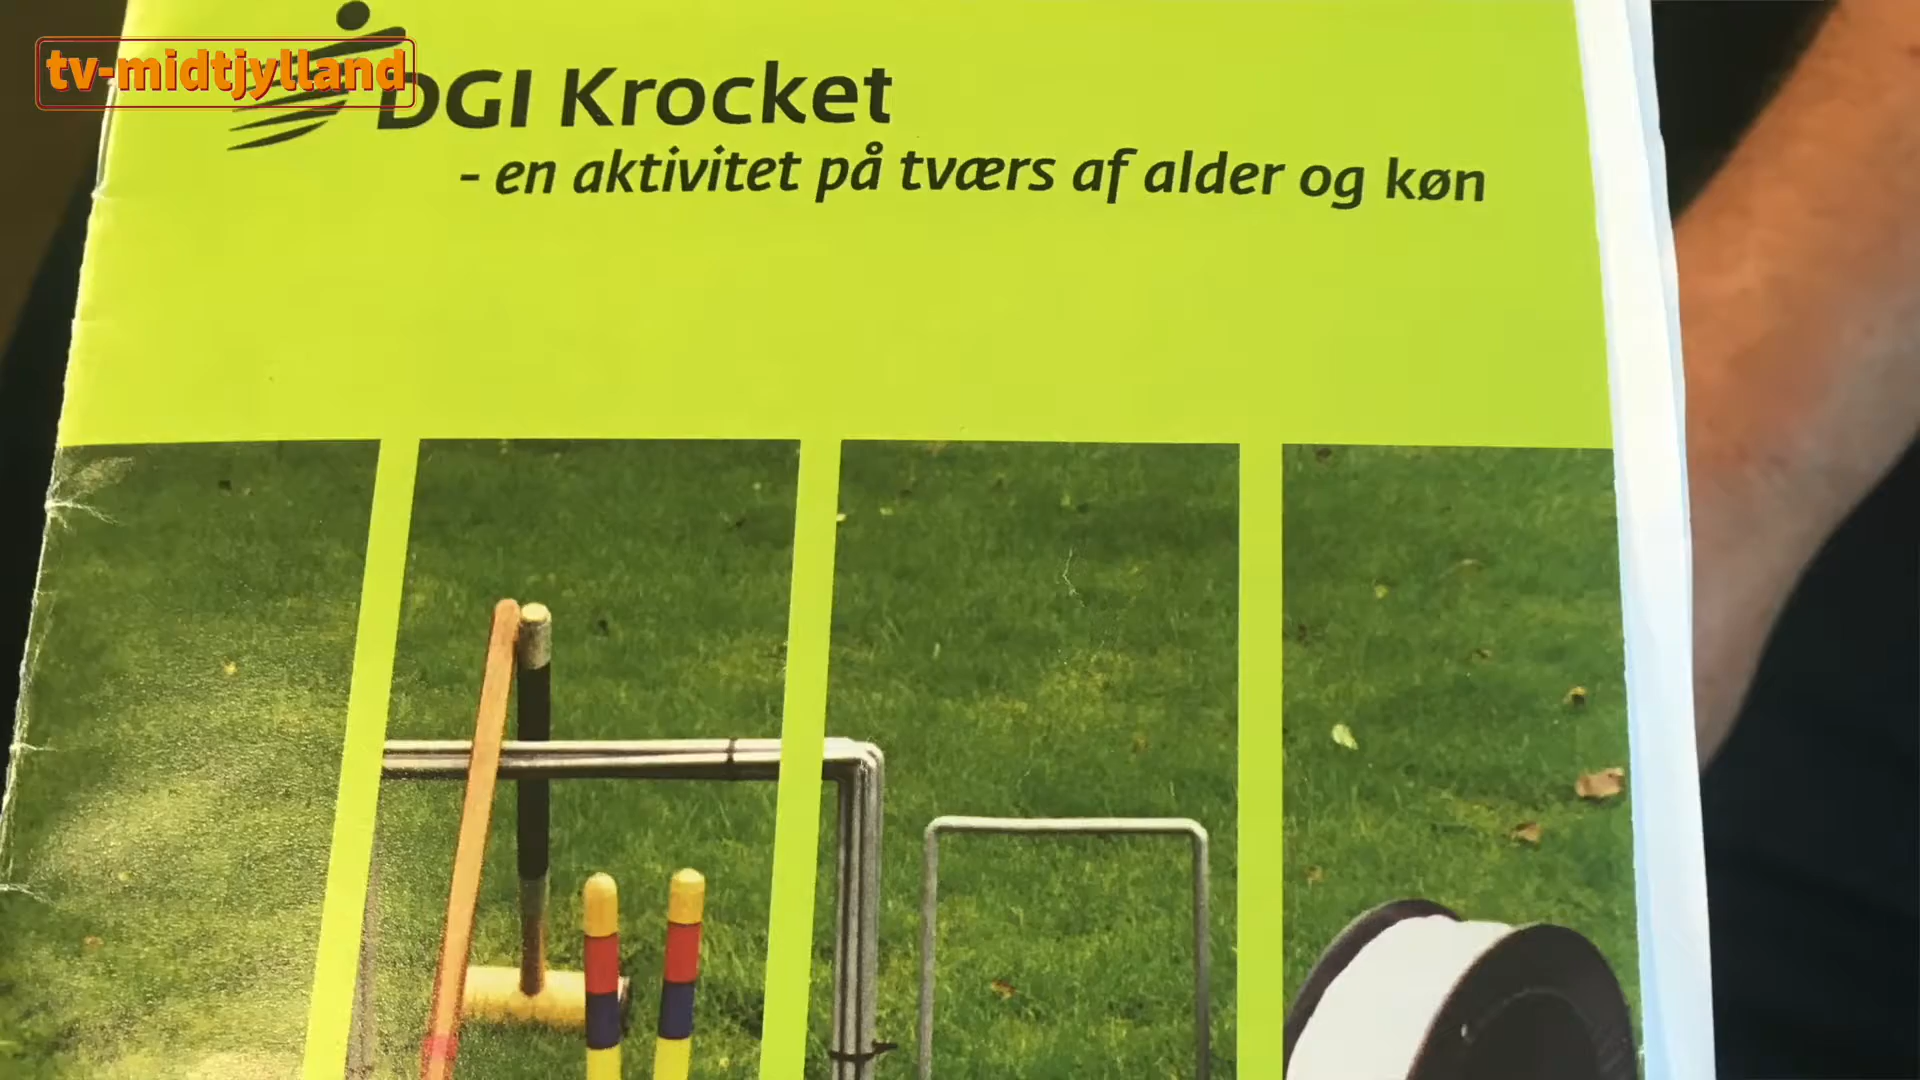 tv-midtjylland
DGI Krocket
- en aktivitet på tværs af alder og køn